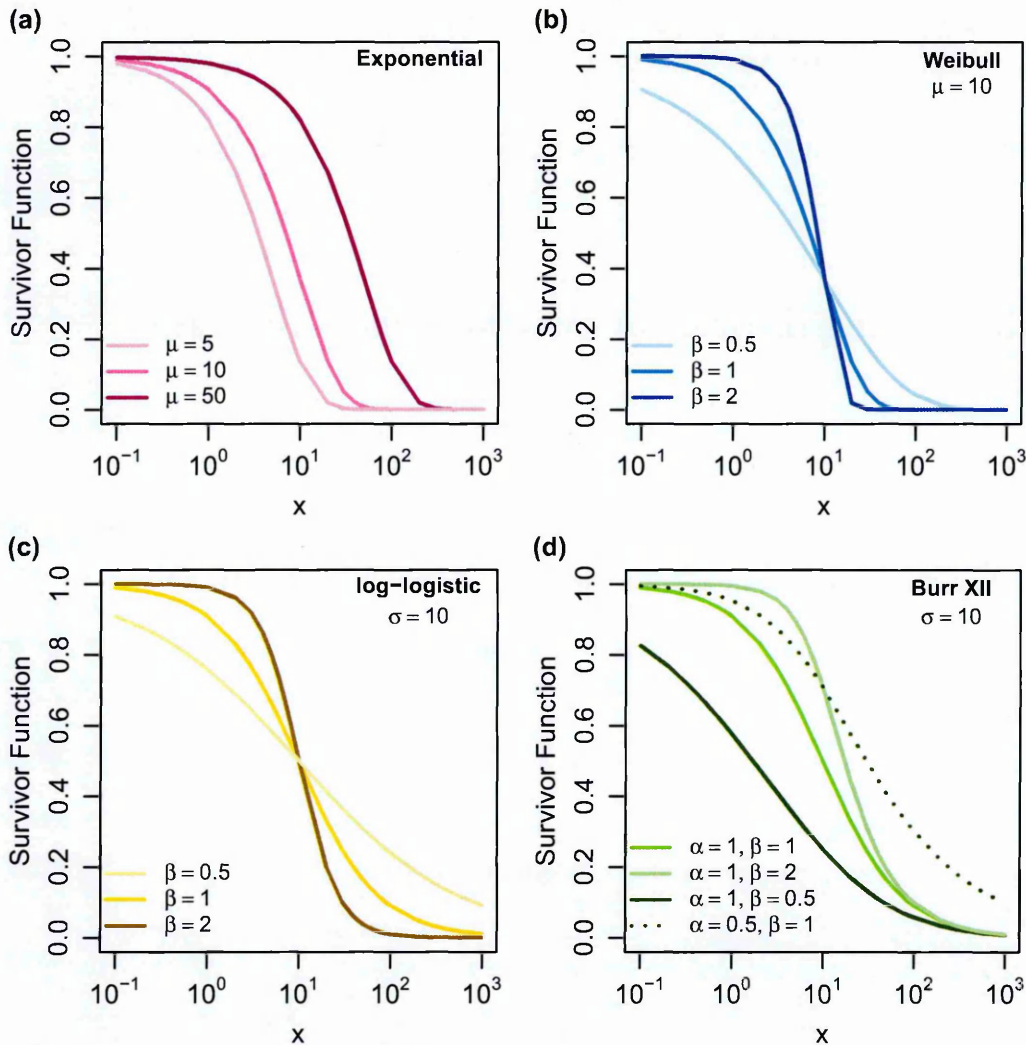 (a)
Exponential
Survivor Function
1.0
0.8
0.6
0.4
0.2
0.0
μ = 5
μ = 10
μ = 50
10⁻¹ 10⁰ 10¹ 10² 10³
x
(b)
Weibull
μ = 10
Survivor Function
1.0
0.8
0.6
0.4
0.2
0.0
β = 0.5
β = 1
β = 2
10⁻¹ 10⁰ 10¹ 10² 10³
x
(c)
log−logistic
σ = 10
Survivor Function
1.0
0.8
0.6
0.4
0.2
0.0
β = 0.5
β = 1
β = 2
10⁻¹ 10⁰ 10¹ 10² 10³
x
(d)
Burr XII
σ = 10
Survivor Function
1.0
0.8
0.6
0.4
0.2
0.0
α = 1, β = 1
α = 1, β = 2
α = 1, β = 0.5
α = 0.5, β = 1
10⁻¹ 10⁰ 10¹ 10² 10³
x